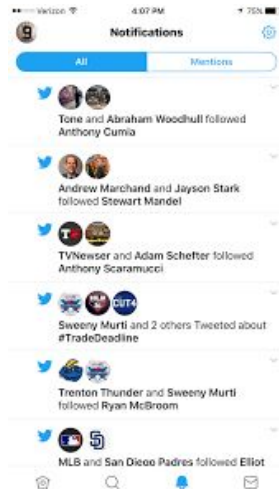 Verizon
4:07 PM
75%
Notifications
All
Mentions
Tone and Abraham Woodhull followed
Anthony Cumia
Andrew Marchand and Jayson Stark
followed Stewart Mandel
TVNewser and Adam Schefter followed
Anthony Scaramucci
CUT4
Sweeny Murti and 2 others Tweeted about
#TradeDeadline
Trenton Thunder and Sweeny Murti
followed Ryan McBroom
MLB and San Diego Padres followed Elliot